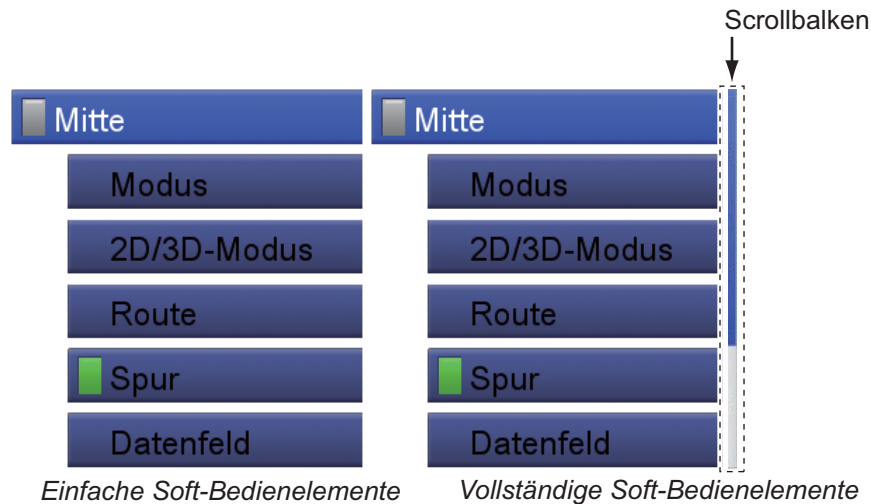 Scrollbalken
Mitte
Modus
2D/3D-Modus
Route
Spur
Datenfeld
Einfache Soft-Bedienelemente
Mitte
Modus
2D/3D-Modus
Route
Spur
Datenfeld
Vollständige Soft-Bedienelemente